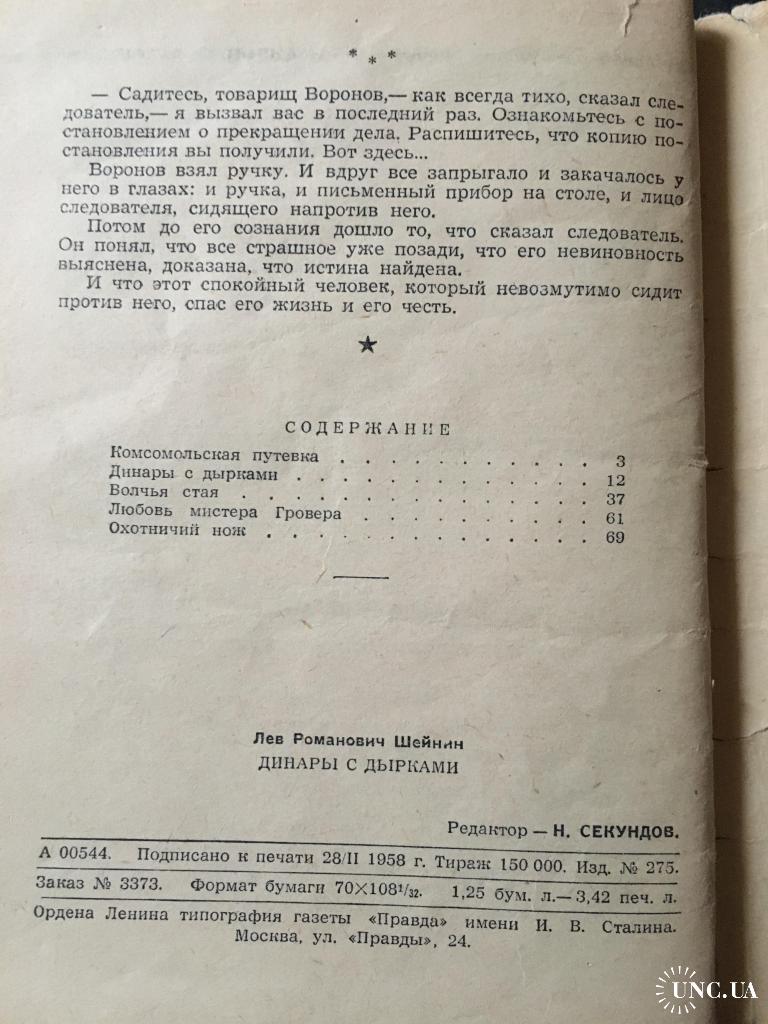 * * *
— Садитесь, товарищ Воронов,— как всегда тихо, сказал сле-
дователь,— я вызвал вас в последний раз. Ознакомьтесь с по-
становлением о прекращении дела. Распишитесь, что копию по-
становления вы получили. Вот здесь...
Воронов взял ручку. И вдруг все запрыгало и закачалось у
него в глазах: и ручка, и письменный прибор на столе, и лицо
следователя, сидящего напротив него.
Потом до его сознания дошло то, что сказал следователь.
Он понял, что все страшное уже позади, что его невиновность
выяснена, доказана, что истина найдена.
И что этот спокойный человек, который невозмутимо сидит
против него, спас его жизнь и его честь.
★
СОДЕРЖАНИЕ
Комсомольская путевка . . . . . . . . . . . 3
Динары с дырками . . . . . . . . . . . . . 12
Волчья стая . . . . . . . . . . . . . . . 37
Любовь мистера Гровера . . . . . . . . . . 61
Охотничий нож . . . . . . . . . . . . . . 69
Лев Романович Шейнин
ДИНАРЫ С ДЫРКАМИ
Редактор — Н. СЕКУНДОВ.
А 00544. Подписано к печати 28/II 1958 г. Тираж 150 000. Изд. № 275.
Заказ № 3373. Формат бумаги 70×108¹/₃₂. 1,25 бум. л.— 3,42 печ. л.
Ордена Ленина типография газеты «Правда» имени И. В. Сталина.
Москва, ул. «Правды», 24.
UNC.UA